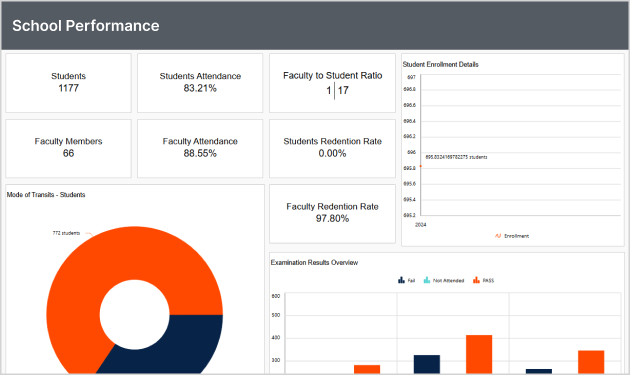 School Performance
Students
1177
Students Attendance
83.21%
Faculty to Student Ratio
1 17
Faculty Members
66
Faculty Attendance
88.55%
Students Redention Rate
0.00%
Faculty Redention Rate
97.80%
Student Enrollment Details
697
696.8
696.6
696.4
696.2
696
695.8
695.6
695.4
695.2
695.8324169782275 students
2024
Enrollment
Mode of Transits - Students
772 students
Examination Results Overview
Fail
Not Attended
PASS
600
500
400
300